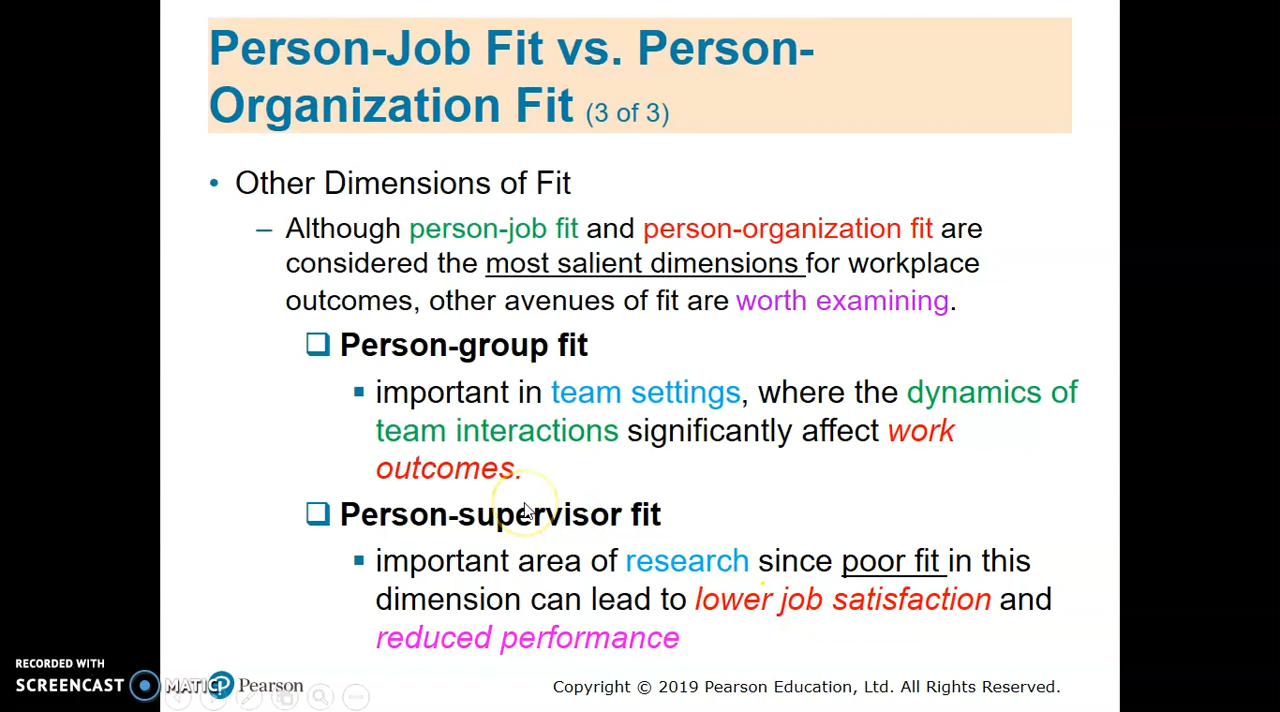 Person-Job Fit vs. Person-
Organization Fit (3 of 3)
• Other Dimensions of Fit
– Although person-job fit and person-organization fit are
considered the most salient dimensions for workplace
outcomes, other avenues of fit are worth examining.
❑ Person-group fit
▪ important in team settings, where the dynamics of
team interactions significantly affect work
outcomes.
❑ Person-supervisor fit
▪ important area of research since poor fit in this
dimension can lead to lower job satisfaction and
reduced performance
RECORDED WITH
SCREENCAST MATIC
Pearson
Copyright © 2019 Pearson Education, Ltd. All Rights Reserved.